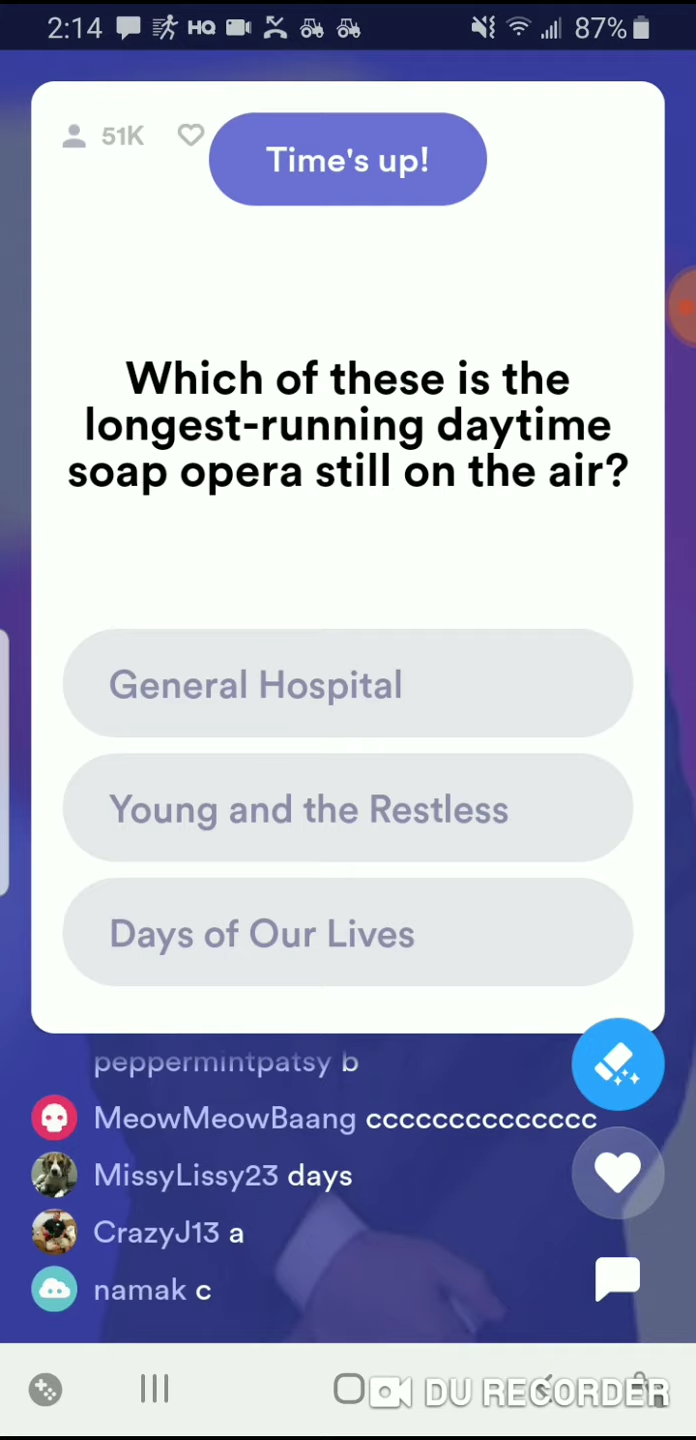 2:14 HQ 87%
51K
Time's up!
Which of these is the
longest-running daytime
soap opera still on the air?
General Hospital
Young and the Restless
Days of Our Lives
peppermintpatsy b
MeowMeowBaang cccccccccccccc
MissyLissy23 days
CrazyJ13 a
namak c
DU RECORDER